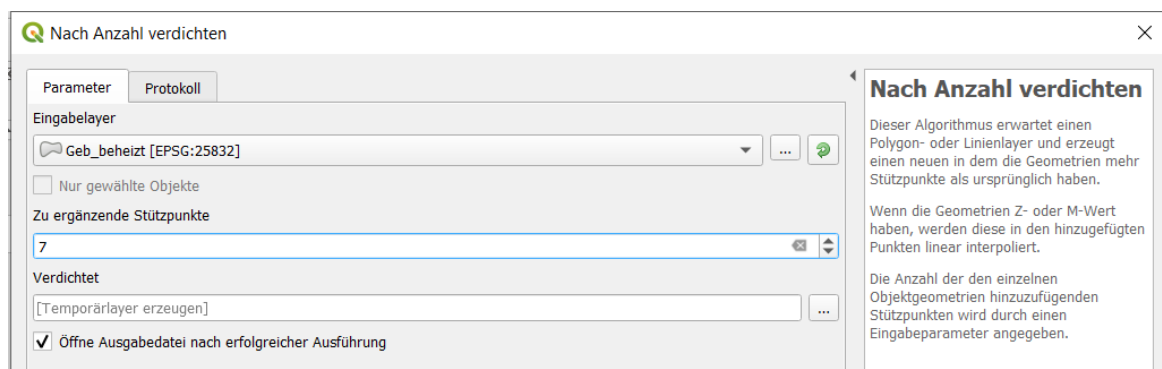 Nach Anzahl verdichten
Parameter
Protokoll
Eingabelayer
Geb_beheizt [EPSG:25832]
...
Nur gewählte Objekte
Zu ergänzende Stützpunkte
7
Verdichtet
[Temporärlayer erzeugen]
...
Öffne Ausgabedatei nach erfolgreicher Ausführung
Nach Anzahl verdichten
Dieser Algorithmus erwartet einen
Polygon- oder Linienlayer und erzeugt
einen neuen in dem die Geometrien mehr
Stützpunkte als ursprünglich haben.
Wenn die Geometrien Z- oder M-Wert
haben, werden diese in den hinzugefügten
Punkten linear interpoliert.
Die Anzahl der den einzelnen
Objektgeometrien hinzuzufügenden
Stützpunkten wird durch einen
Eingabeparameter angegeben.